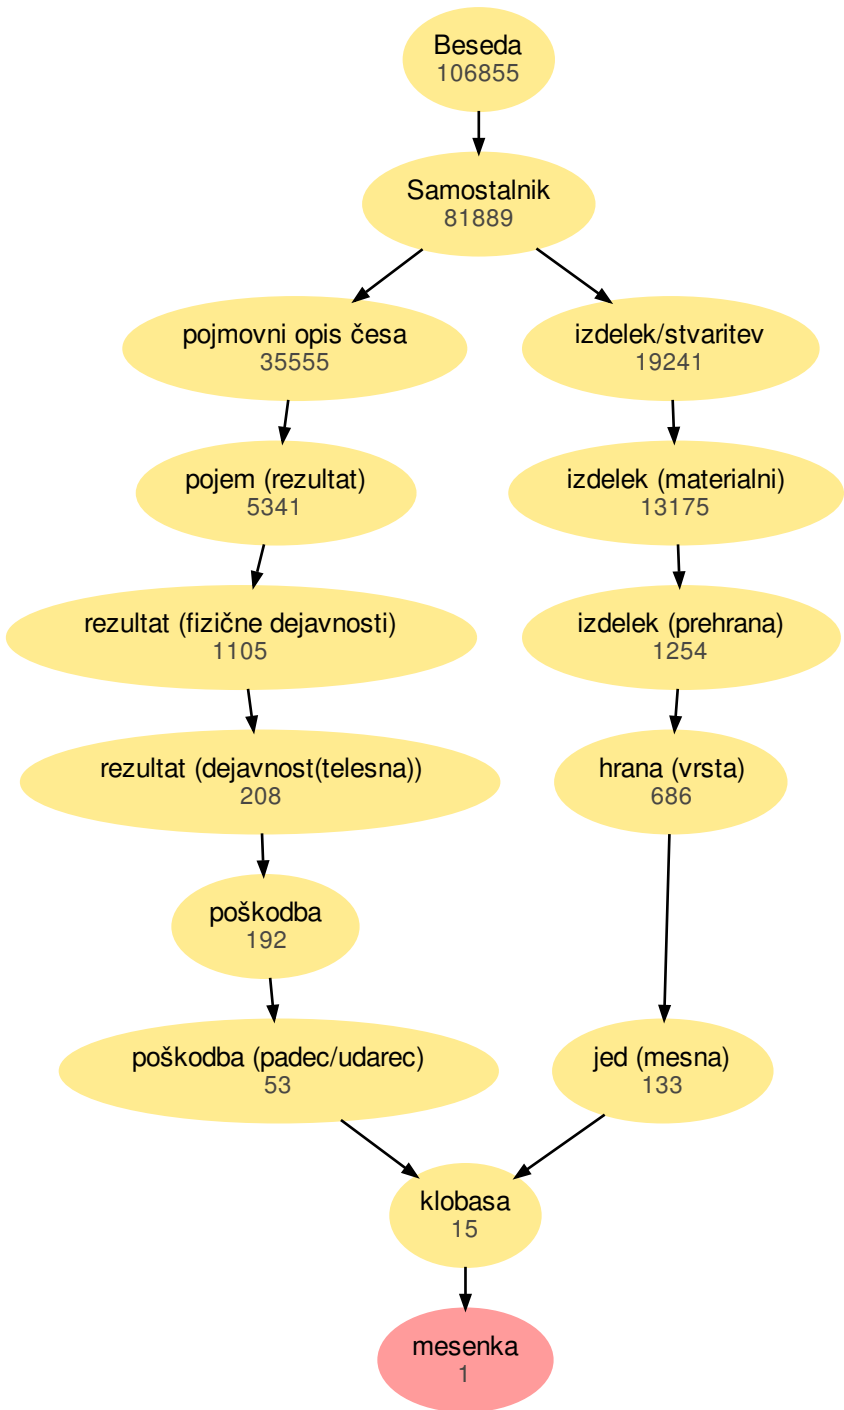 Beseda
106855
Samostalnik
81889
pojmovni opis česa
35555
izdelek/stvaritev
19241
pojem (rezultat)
5341
izdelek (materialni)
13175
rezultat (fizične dejavnosti)
1105
izdelek (prehrana)
1254
rezultat (dejavnost(telesna))
208
hrana (vrsta)
686
poškodba
192
poškodba (padec/udarec)
53
jed (mesna)
133
klobasa
15
mesenka
1